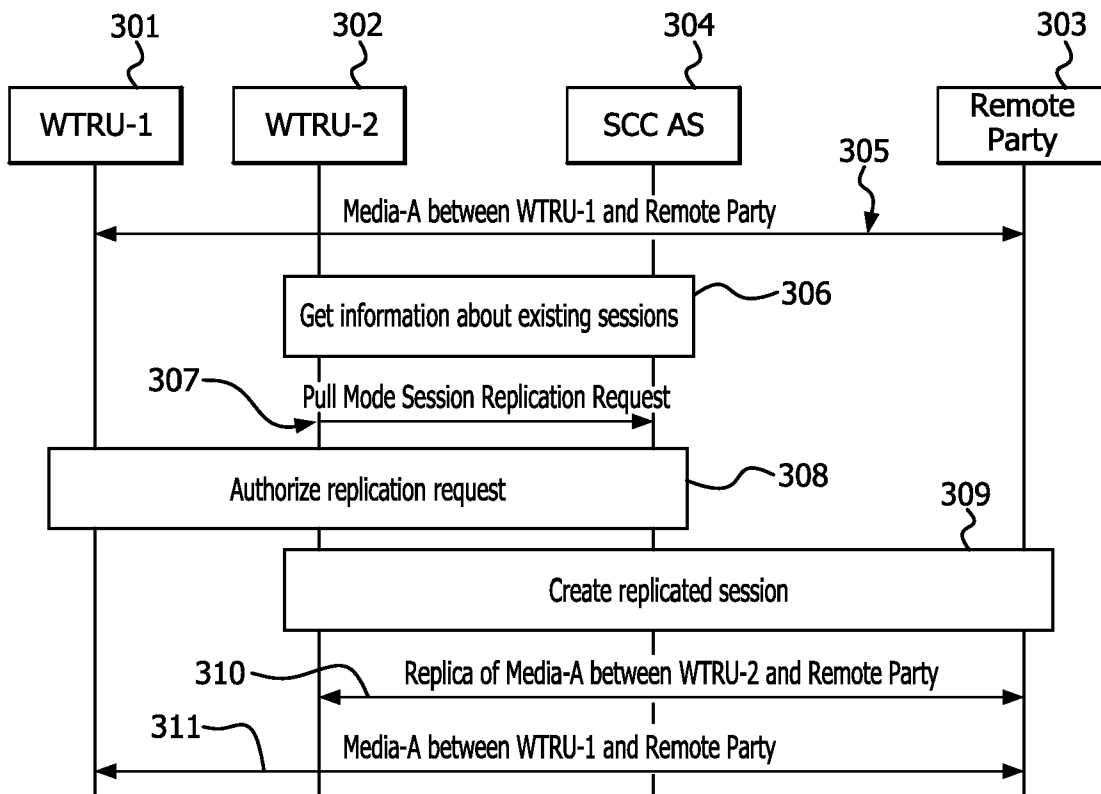 301
302
304
303
WTRU-1
WTRU-2
SCC AS
Remote
Party
305
Media-A between WTRU-1 and Remote Party
Get information about existing sessions
306
307
Pull Mode Session Replication Request
Authorize replication request
308
309
Create replicated session
310
Replica of Media-A between WTRU-2 and Remote Party
311
Media-A between WTRU-1 and Remote Party